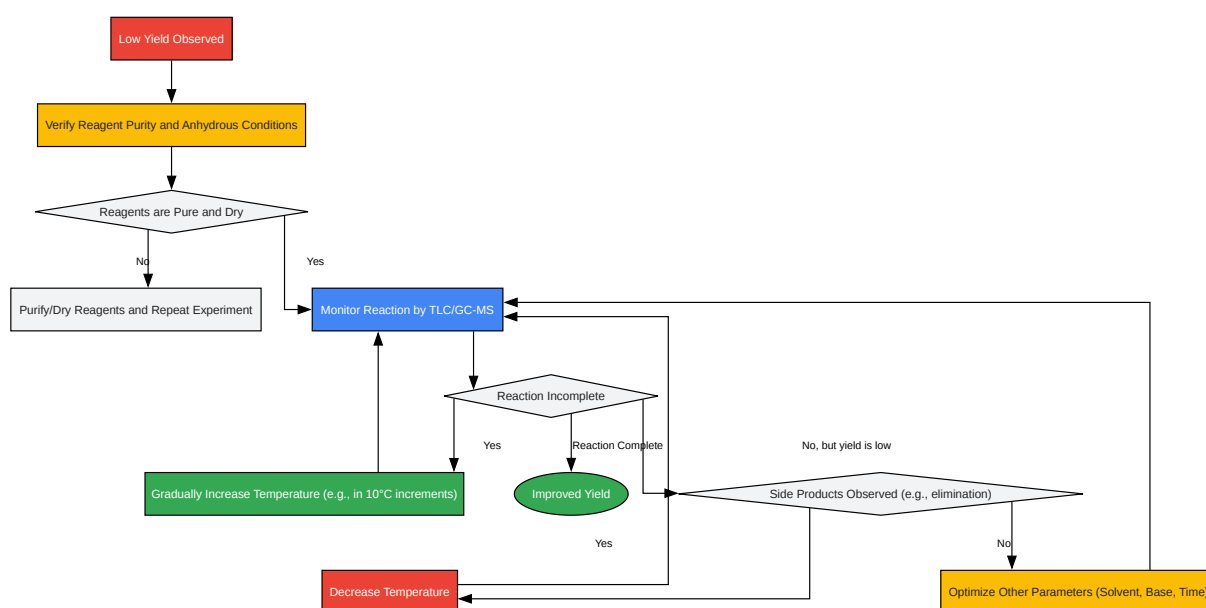 Low Yield Observed
Verify Reagent Purity and Anhydrous Conditions
Reagents are Pure and Dry
No
Yes
Purify/Dry Reagents and Repeat Experiment
Monitor Reaction by TLC/GC-MS
Reaction Incomplete
Yes
Reaction Complete
No, but yield is low
Gradually Increase Temperature (e.g., in 10°C increments)
Improved Yield
Side Products Observed (e.g., elimination)
Yes
No
Decrease Temperature
Optimize Other Parameters (Solvent, Base, Time)